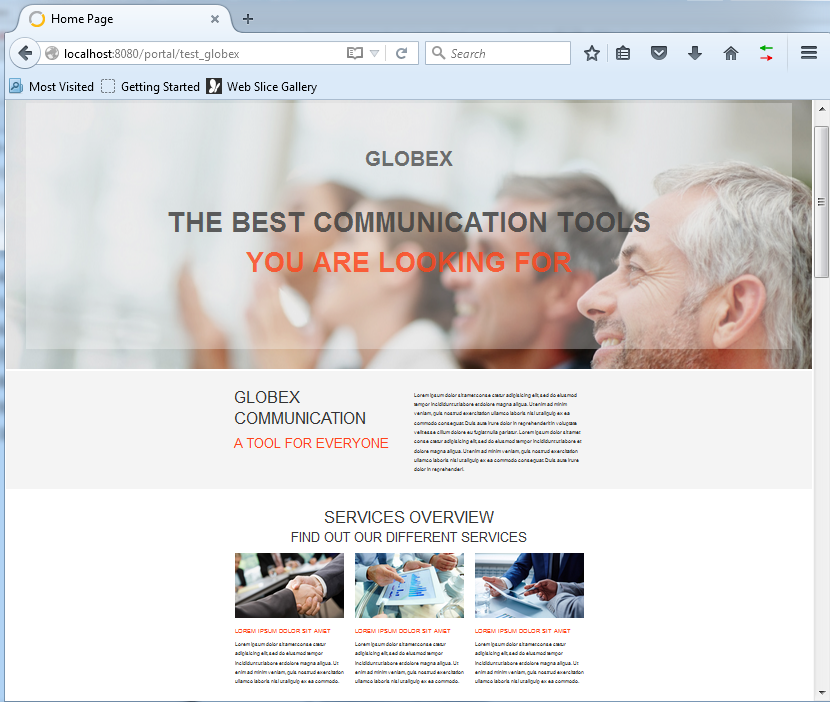 Home Page
localhost:8080/portal/test_globex
Search
Most Visited
Getting Started
Web Slice Gallery
GLOBEX
THE BEST COMMUNICATION TOOLS
YOU ARE LOOKING FOR
GLOBEX
COMMUNICATION
A TOOL FOR EVERYONE
Lorem ipsum dolor sit amet conse ctetur adipisicing elit, sed do eiusmod
tempor incididunt ut labore et dolore magna aliqua. Ut enim ad minim
veniam, quis nostrud exercitation ullamco laboris nisi ut aliquip ex ea
commodo consequat. Duis aute irure dolor in reprehenderit in voluptate
velit esse cillum dolore eu fugiat nulla pariatur. Lorem ipsum dolor sit amet,
conse ctetur adipisicing elit, sed do eiusmod tempor incididunt ut labore et
dolore magna aliqua. Ut enim ad minim veniam, quis nostrud exercitation
ullamco laboris nisi ut aliquip ex ea commodo consequat. Duis aute irure
dolor in reprehenderi.
SERVICES OVERVIEW
FIND OUT OUR DIFFERENT SERVICES
LOREM IPSUM DOLOR SIT AMET
Lorem ipsum dolor sit amet conse ctetur
adipisicing elit, sed do eiusmod tempor
incididunt ut labore et dolore magna aliqua. Ut
enim ad minim veniam, quis nostrud exercitation
ullamco laboris nisi ut aliquip ex ea commodo.
LOREM IPSUM DOLOR SIT AMET
Lorem ipsum dolor sit amet conse ctetur
adipisicing elit, sed do eiusmod tempor
incididunt ut labore et dolore magna aliqua. Ut
enim ad minim veniam, quis nostrud exercitation
ullamco laboris nisi ut aliquip ex ea commodo.
LOREM IPSUM DOLOR SIT AMET
Lorem ipsum dolor sit amet conse ctetur
adipisicing elit, sed do eiusmod tempor
incididunt ut labore et dolore magna aliqua. Ut
enim ad minim veniam, quis nostrud exercitation
ullamco laboris nisi ut aliquip ex ea commodo.